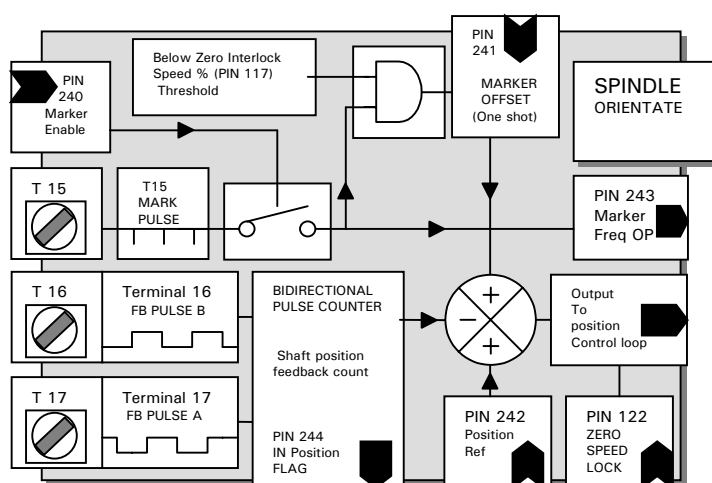 PIN
241
MARKER
OFFSET
(One shot)
Below Zero Interlock
Speed % (PIN 117)
Threshold
PIN
240
Marker
Enable
SPINDLE
ORIENTATE
T 15
T15
MARK
PULSE
PIN 243
Marker
Freq OP
T 16
Terminal 16
FB PULSE B
BIDIRECTIONAL
PULSE COUNTER
Shaft position
feedback count
PIN 244
IN Position
FLAG
+
-
+
Output
To
position
Control loop
T 17
Terminal 17
FB PULSE A
PIN 242
Position
Ref
PIN 122
ZERO
SPEED
LOCK